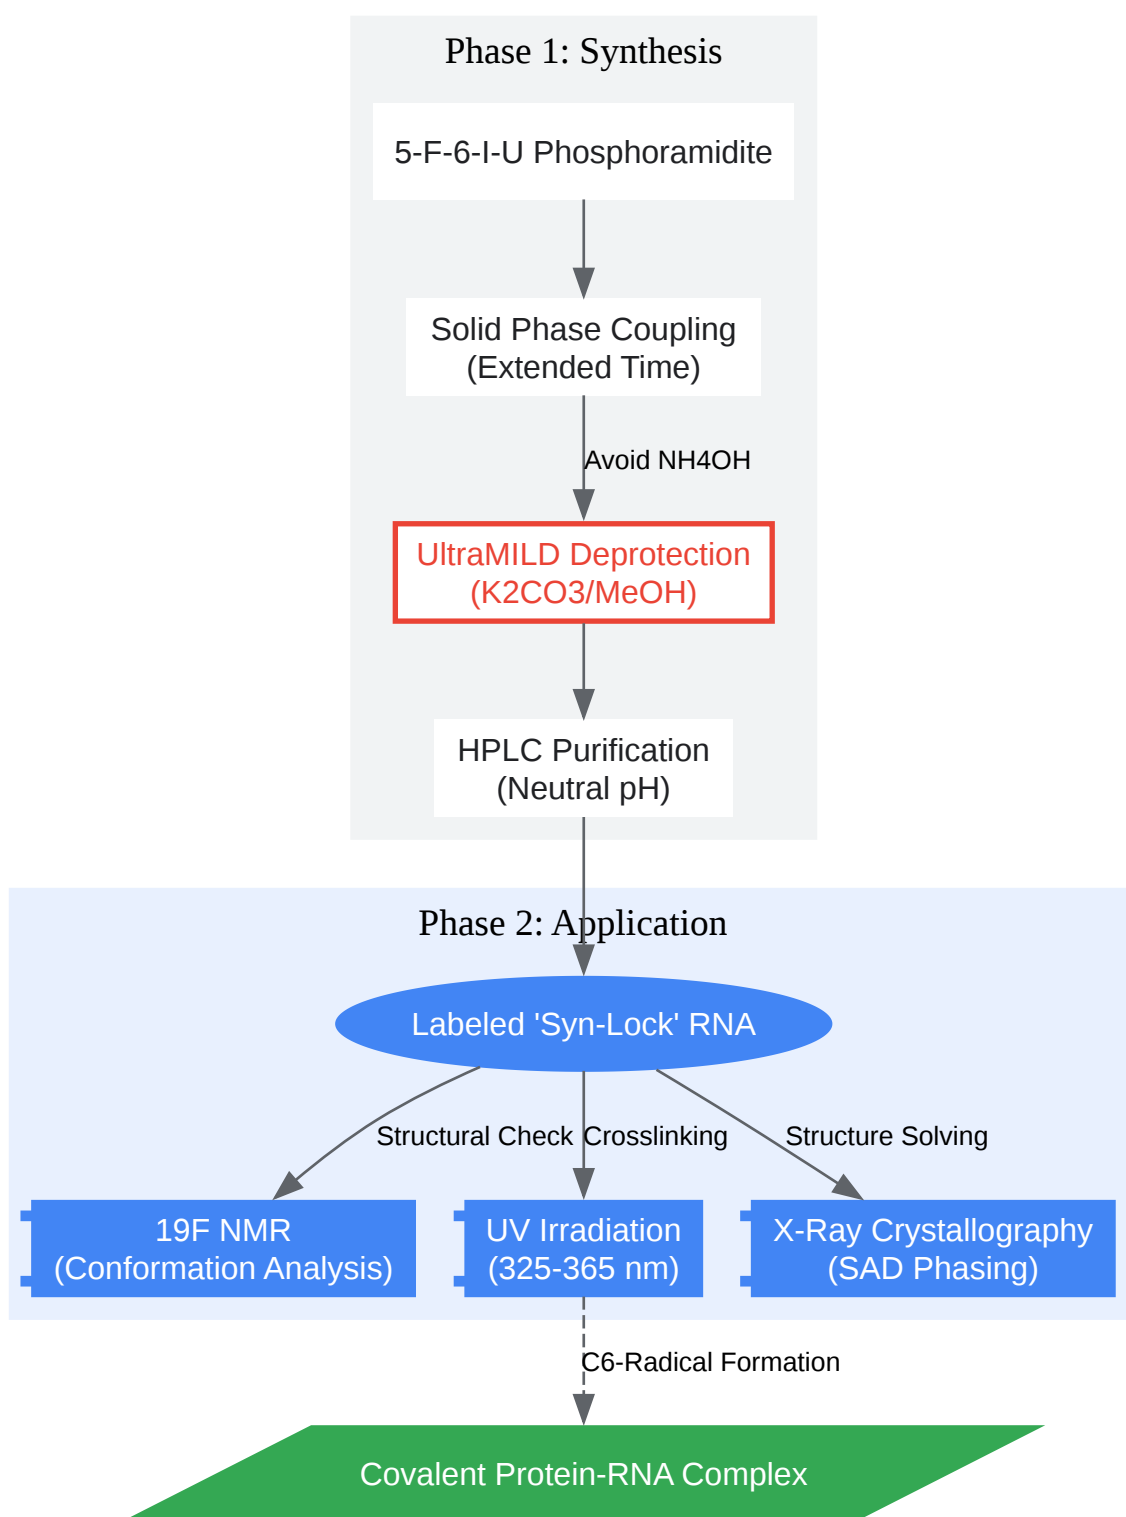 Phase 1: Synthesis
5-F-6-I-U Phosphoramidite
Solid Phase Coupling
(Extended Time)
Avoid NH4OH
UltraMILD Deprotection
(K2CO3/MeOH)
HPLC Purification
(Neutral pH)
Phase 2: Application
Labeled 'Syn-Lock' RNA
Structural Check
Crosslinking
Structure Solving
19F NMR
(Conformation Analysis)
UV Irradiation
(325-365 nm)
X-Ray Crystallography
(SAD Phasing)
C6-Radical Formation
Covalent Protein-RNA Complex